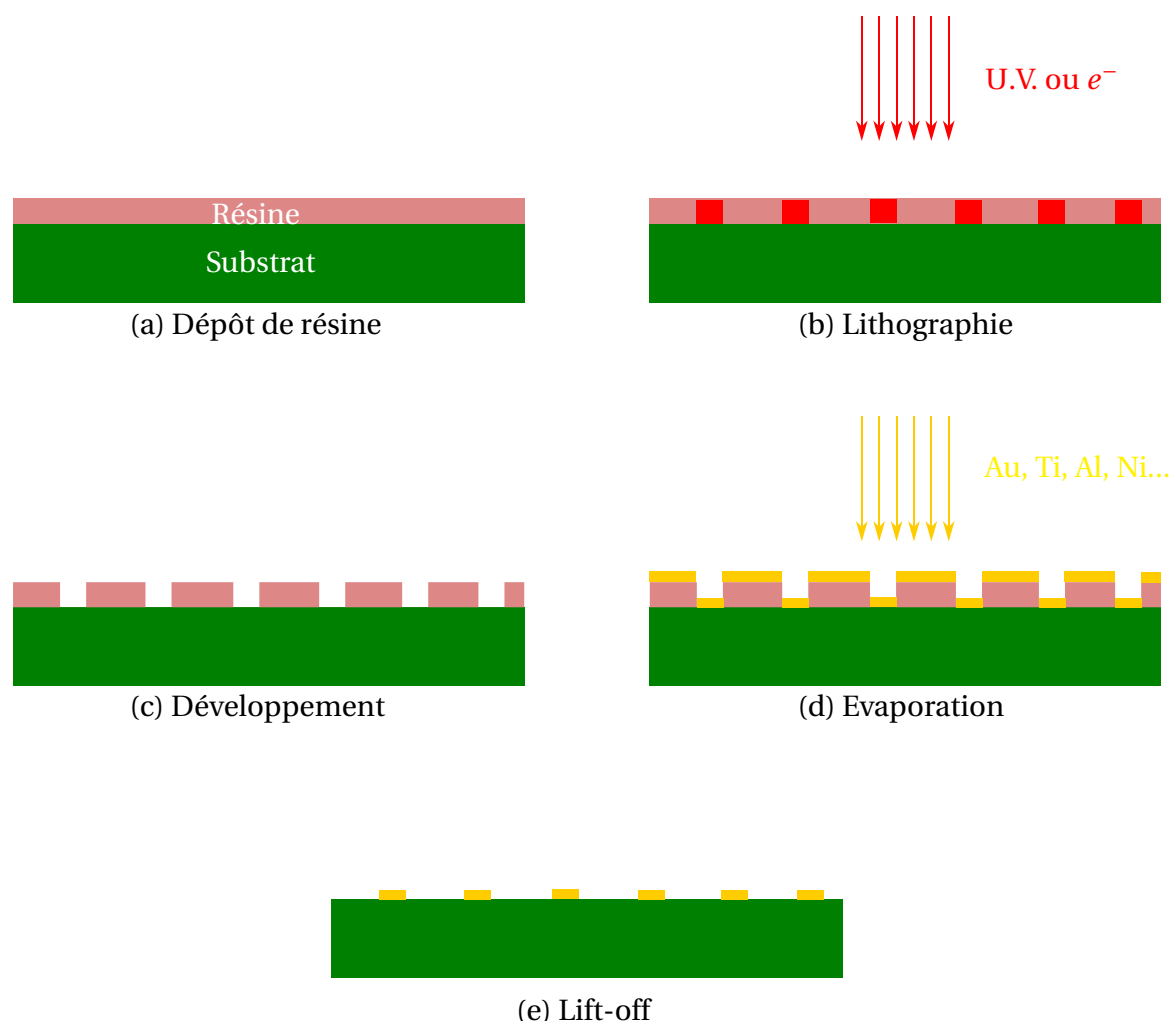 U.V. ou e⁻
Résine
Substrat
(a) Dépôt de résine
(b) Lithographie
Au, Ti, Al, Ni...
(c) Développement
(d) Evaporation
(e) Lift-off